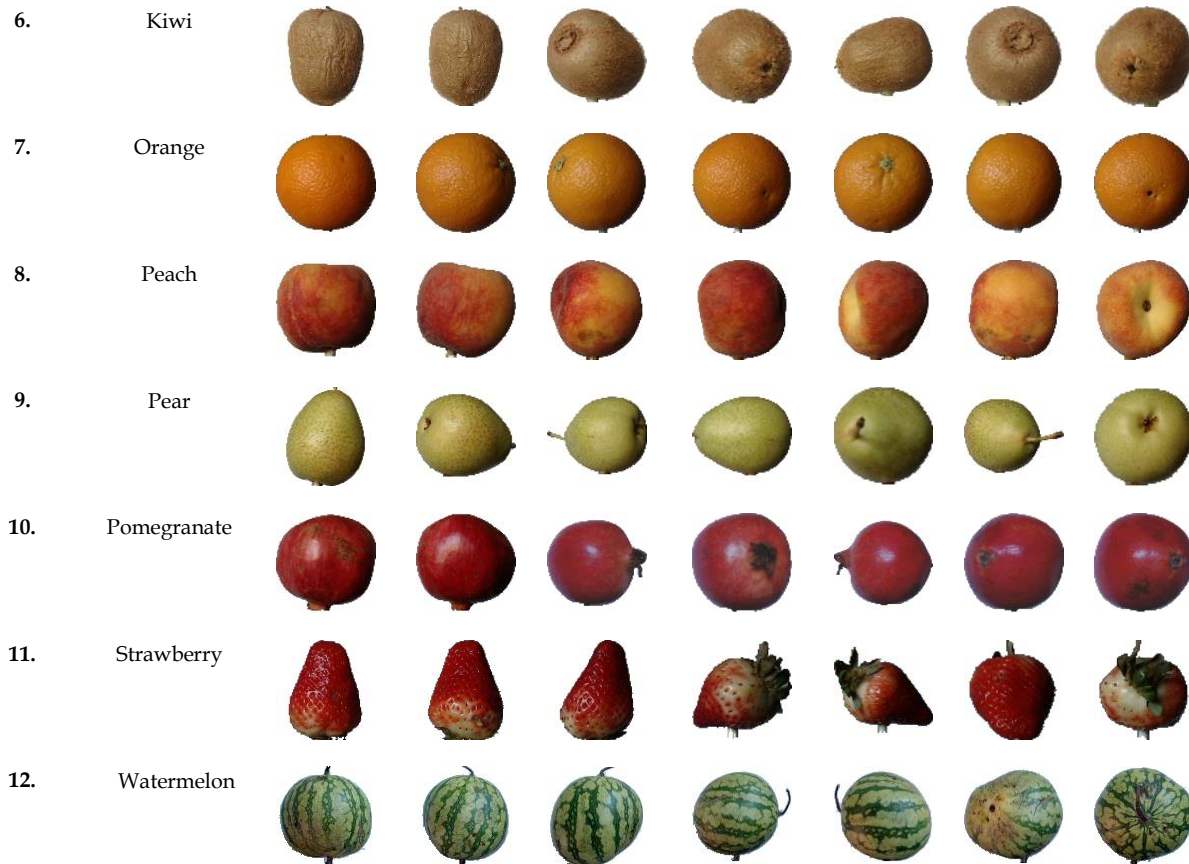 6. Kiwi
7. Orange
8. Peach
9. Pear
10. Pomegranate
11. Strawberry
12. Watermelon